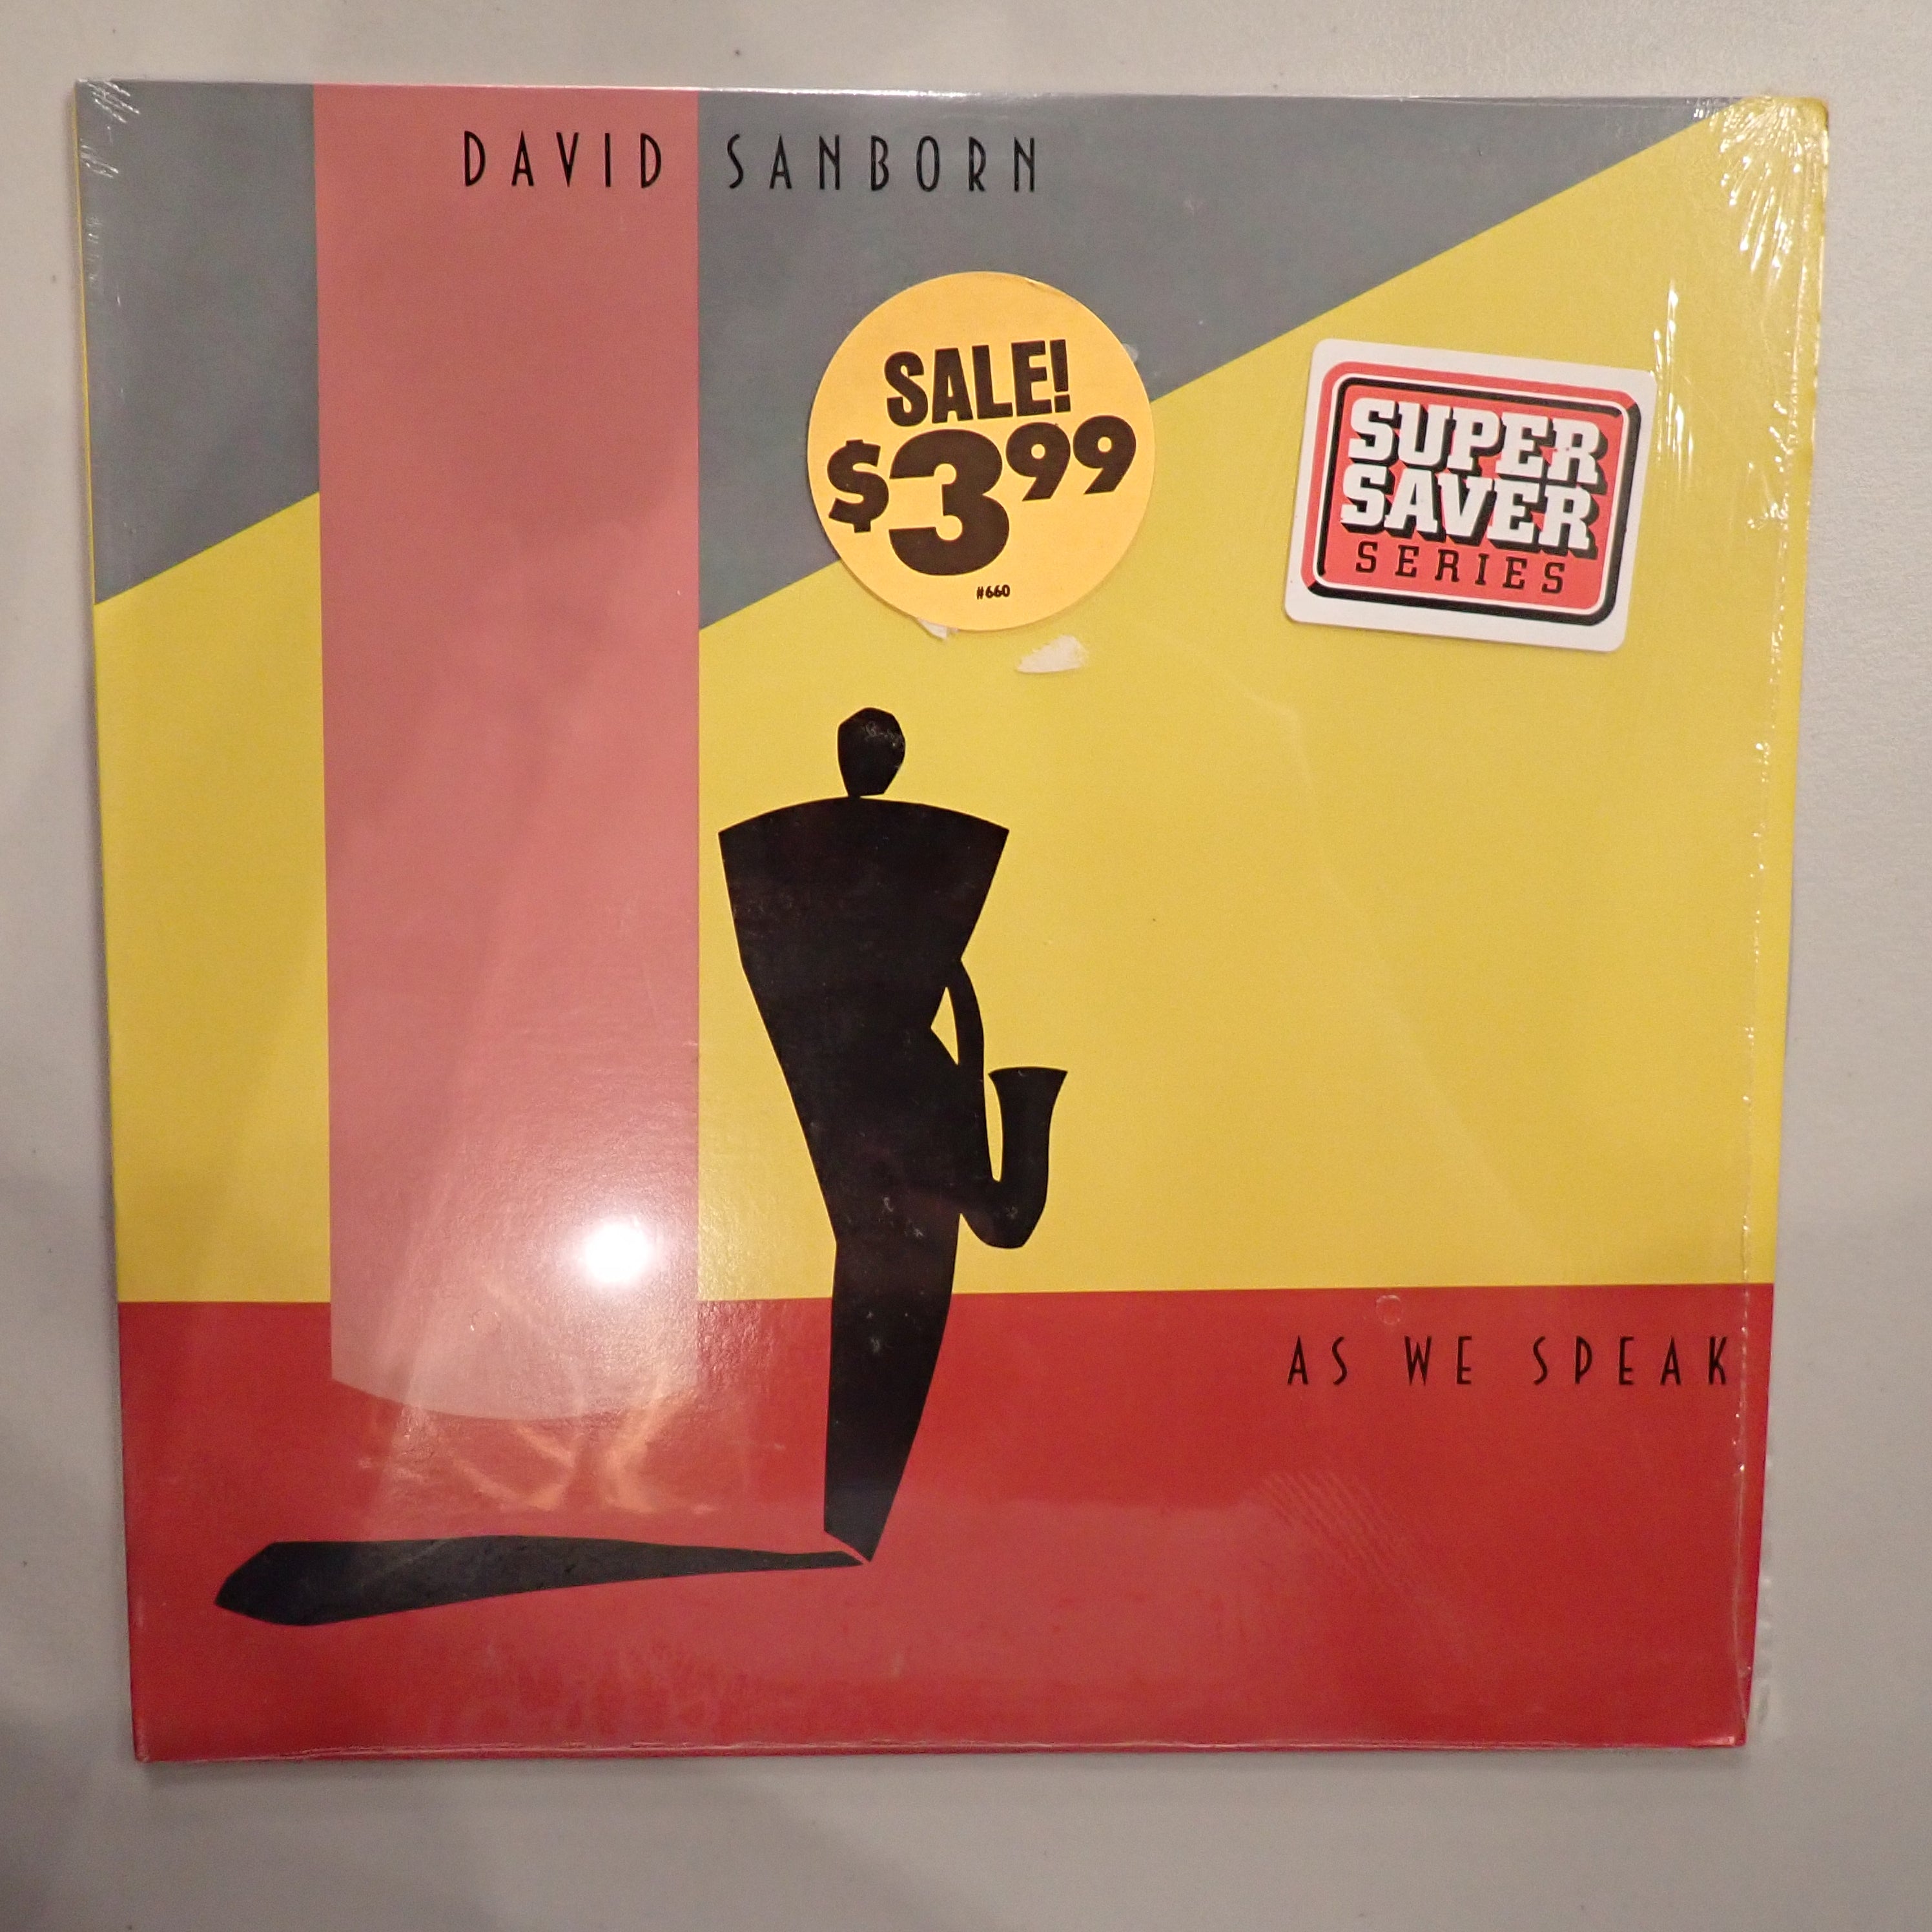 DAVID SANBORN
SALE!
$3.99
#660
SUPER
SAVER
SERIES
AS WE SPEAK